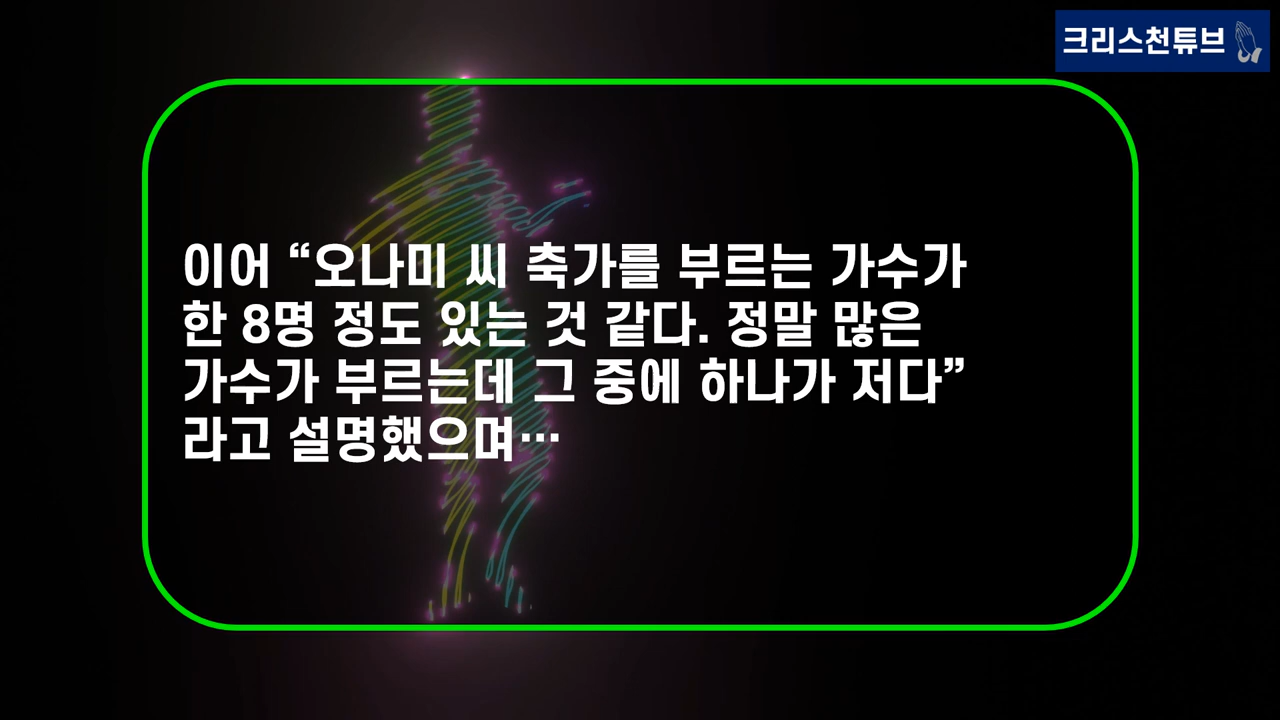 크리스천튜브
이어 “오나미 씨 축가를 부르는 가수가
한 8명 정도 있는 것 같다. 정말 많은
가수가 부르는데 그 중에 하나가 저다”
라고 설명했으며…